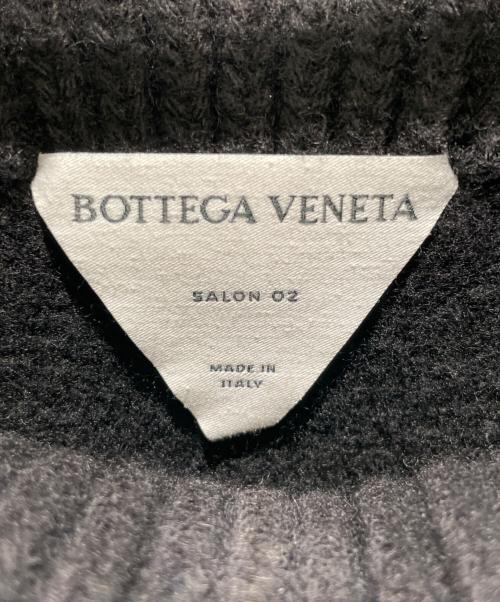 BOTTEGA VENETA
SALON 02
MADE IN
ITALY